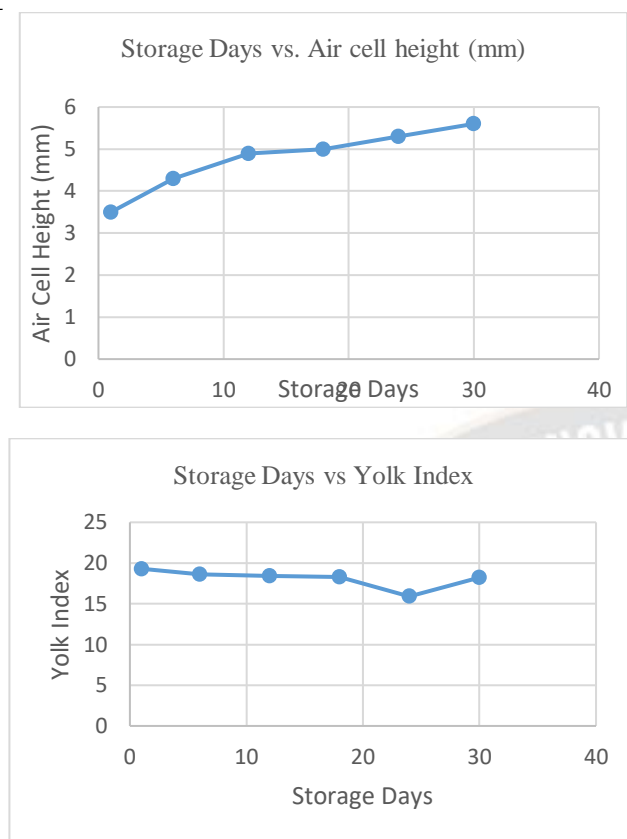 Storage Days vs. Air cell height (mm)
6
5
4
3
2
1
0
Air Cell Height (mm)
0 10 20 30 40
Storage Days
Storage Days vs Yolk Index
25
20
15
10
5
0
Yolk Index
0 10 20 30 40
Storage Days